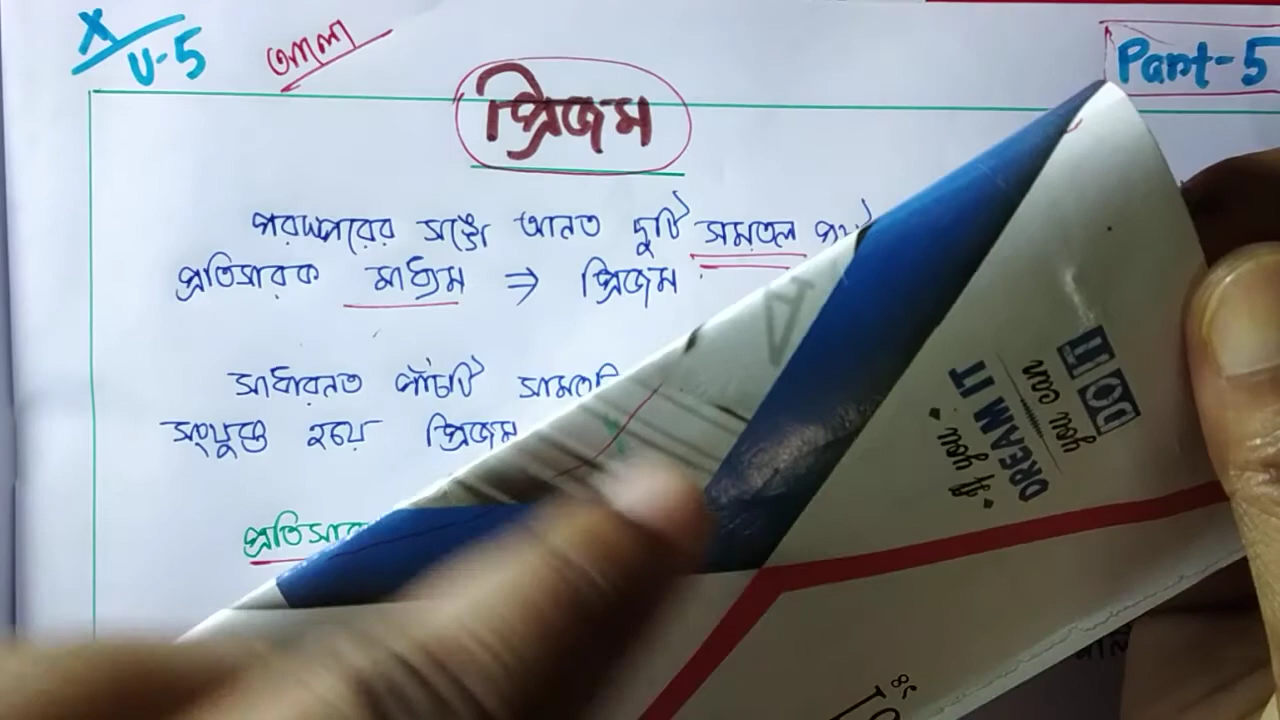 X/U-5
আলো
Part-5
প্রিজম
পরস্পরের সঙ্গে আনত দুটি সমতল
প্রতিসারক মাধ্যম ⇒ প্রিজম
সাধারনত পাঁচটি
সংযুক্ত হয়ে প্রিজম
If you
DREAM IT
you can
DO IT